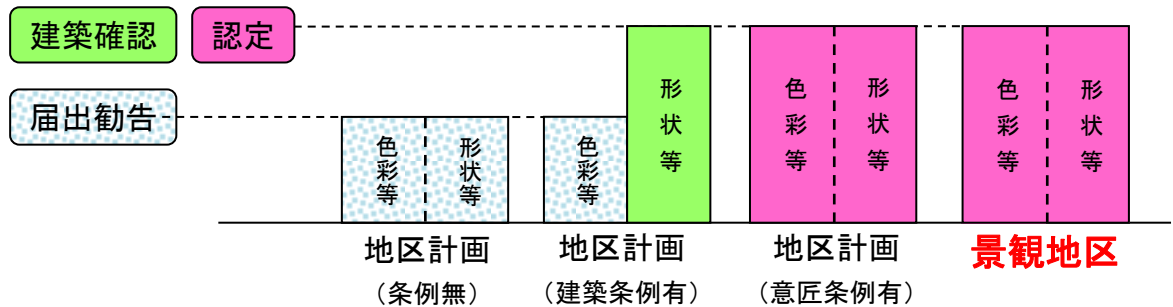 建築確認
認定
届出勧告
色彩等
形状等
色彩等
形状等
色彩等
形状等
色彩等
形状等
地区計画
(条例無)
地区計画
(建築条例有)
地区計画
(意匠条例有)
景観地区